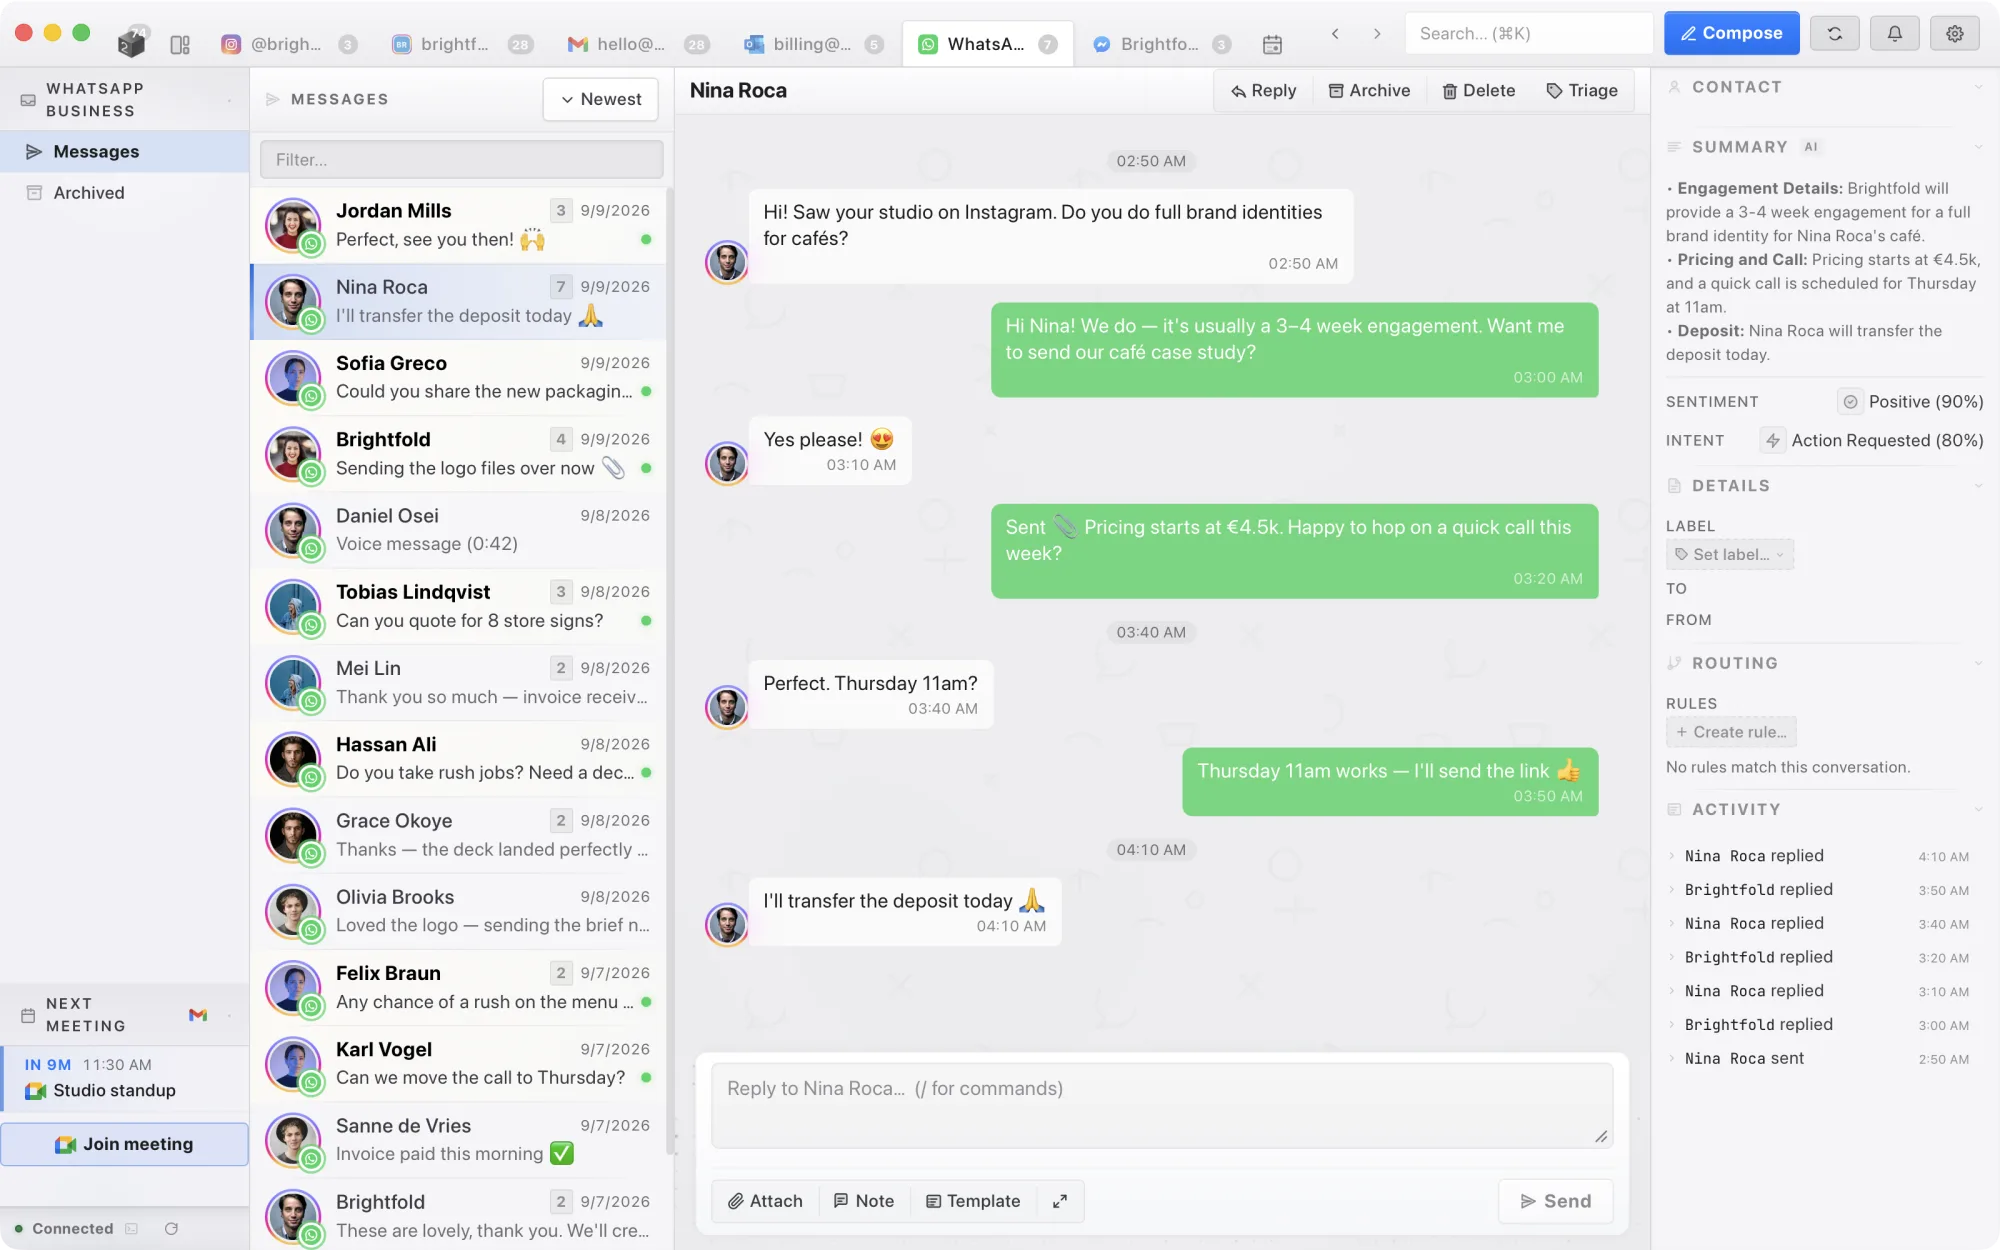 74
@brigh... 3
brightf... 28
hello@... 28
billing@... 5
WhatsA... 7
Brightfo... 3
Search... (⌘K)
Compose
WHATSAPP
BUSINESS
Messages
Archived
NEXT
MEETING
IN 9M 11:30 AM
Studio standup
Join meeting
Connected
MESSAGES
Newest
Filter...
Jordan Mills 3 9/9/2026
Perfect, see you then! 🙌
Nina Roca 7 9/9/2026
I'll transfer the deposit today 🙏
Sofia Greco 9/9/2026
Could you share the new packagin...
Brightfold 4 9/9/2026
Sending the logo files over now 📎
Daniel Osei 9/8/2026
Voice message (0:42)
Tobias Lindqvist 3 9/8/2026
Can you quote for 8 store signs?
Mei Lin 2 9/8/2026
Thank you so much — invoice receiv...
Hassan Ali 9/8/2026
Do you take rush jobs? Need a dec...
Grace Okoye 2 9/8/2026
Thanks — the deck landed perfectly ...
Olivia Brooks 9/8/2026
Loved the logo — sending the brief n...
Felix Braun 2 9/7/2026
Any chance of a rush on the menu ...
Karl Vogel 9/7/2026
Can we move the call to Thursday?
Sanne de Vries 9/7/2026
Invoice paid this morning ✅
Brightfold 2 9/7/2026
These are lovely, thank you. We'll cre...
Nina Roca
Reply
Archive
Delete
Triage
02:50 AM
Hi! Saw your studio on Instagram. Do you do full brand identities
for cafés?
02:50 AM
Hi Nina! We do — it's usually a 3–4 week engagement. Want me
to send our café case study?
03:00 AM
Yes please! 😍
03:10 AM
Sent 📎 Pricing starts at €4.5k. Happy to hop on a quick call this
week?
03:20 AM
03:40 AM
Perfect. Thursday 11am?
03:40 AM
Thursday 11am works — I'll send the link 👍
03:50 AM
04:10 AM
I'll transfer the deposit today 🙏
04:10 AM
Reply to Nina Roca... (/ for commands)
Attach
Note
Template
Send
CONTACT
SUMMARY AI
• Engagement Details: Brightfold will
provide a 3-4 week engagement for a full
brand identity for Nina Roca's café.
• Pricing and Call: Pricing starts at €4.5k,
and a quick call is scheduled for Thursday
at 11am.
• Deposit: Nina Roca will transfer the
deposit today.
SENTIMENT Positive (90%)
INTENT Action Requested (80%)
DETAILS
LABEL
Set label...
TO
FROM
ROUTING
RULES
+ Create rule...
No rules match this conversation.
ACTIVITY
Nina Roca replied 4:10 AM
Brightfold replied 3:50 AM
Nina Roca replied 3:40 AM
Brightfold replied 3:20 AM
Nina Roca replied 3:10 AM
Brightfold replied 3:00 AM
Nina Roca sent 2:50 AM